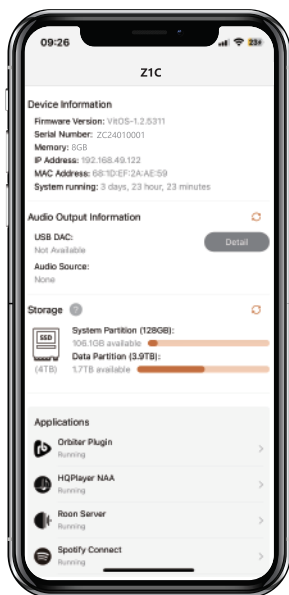 09:26
23+
Z1C
Device Information
Firmware Version: VitOS-1.2.5311
Serial Number: ZC24010001
Memory: 8GB
IP Address: 192.168.49.122
MAC Address: 68:1D:EF:2A:AE:59
System running: 3 days, 23 hour, 23 minutes
Audio Output Information
USB DAC:
Not Available
Detail
Audio Source:
None
Storage ?
SSD
(4TB)
System Partition (128GB):
106.1GB available
Data Partition (3.9TB):
1.7TB available
Applications
Orbiter Plugin
Running
HQPlayer NAA
Running
Roon Server
Running
Spotify Connect
Running